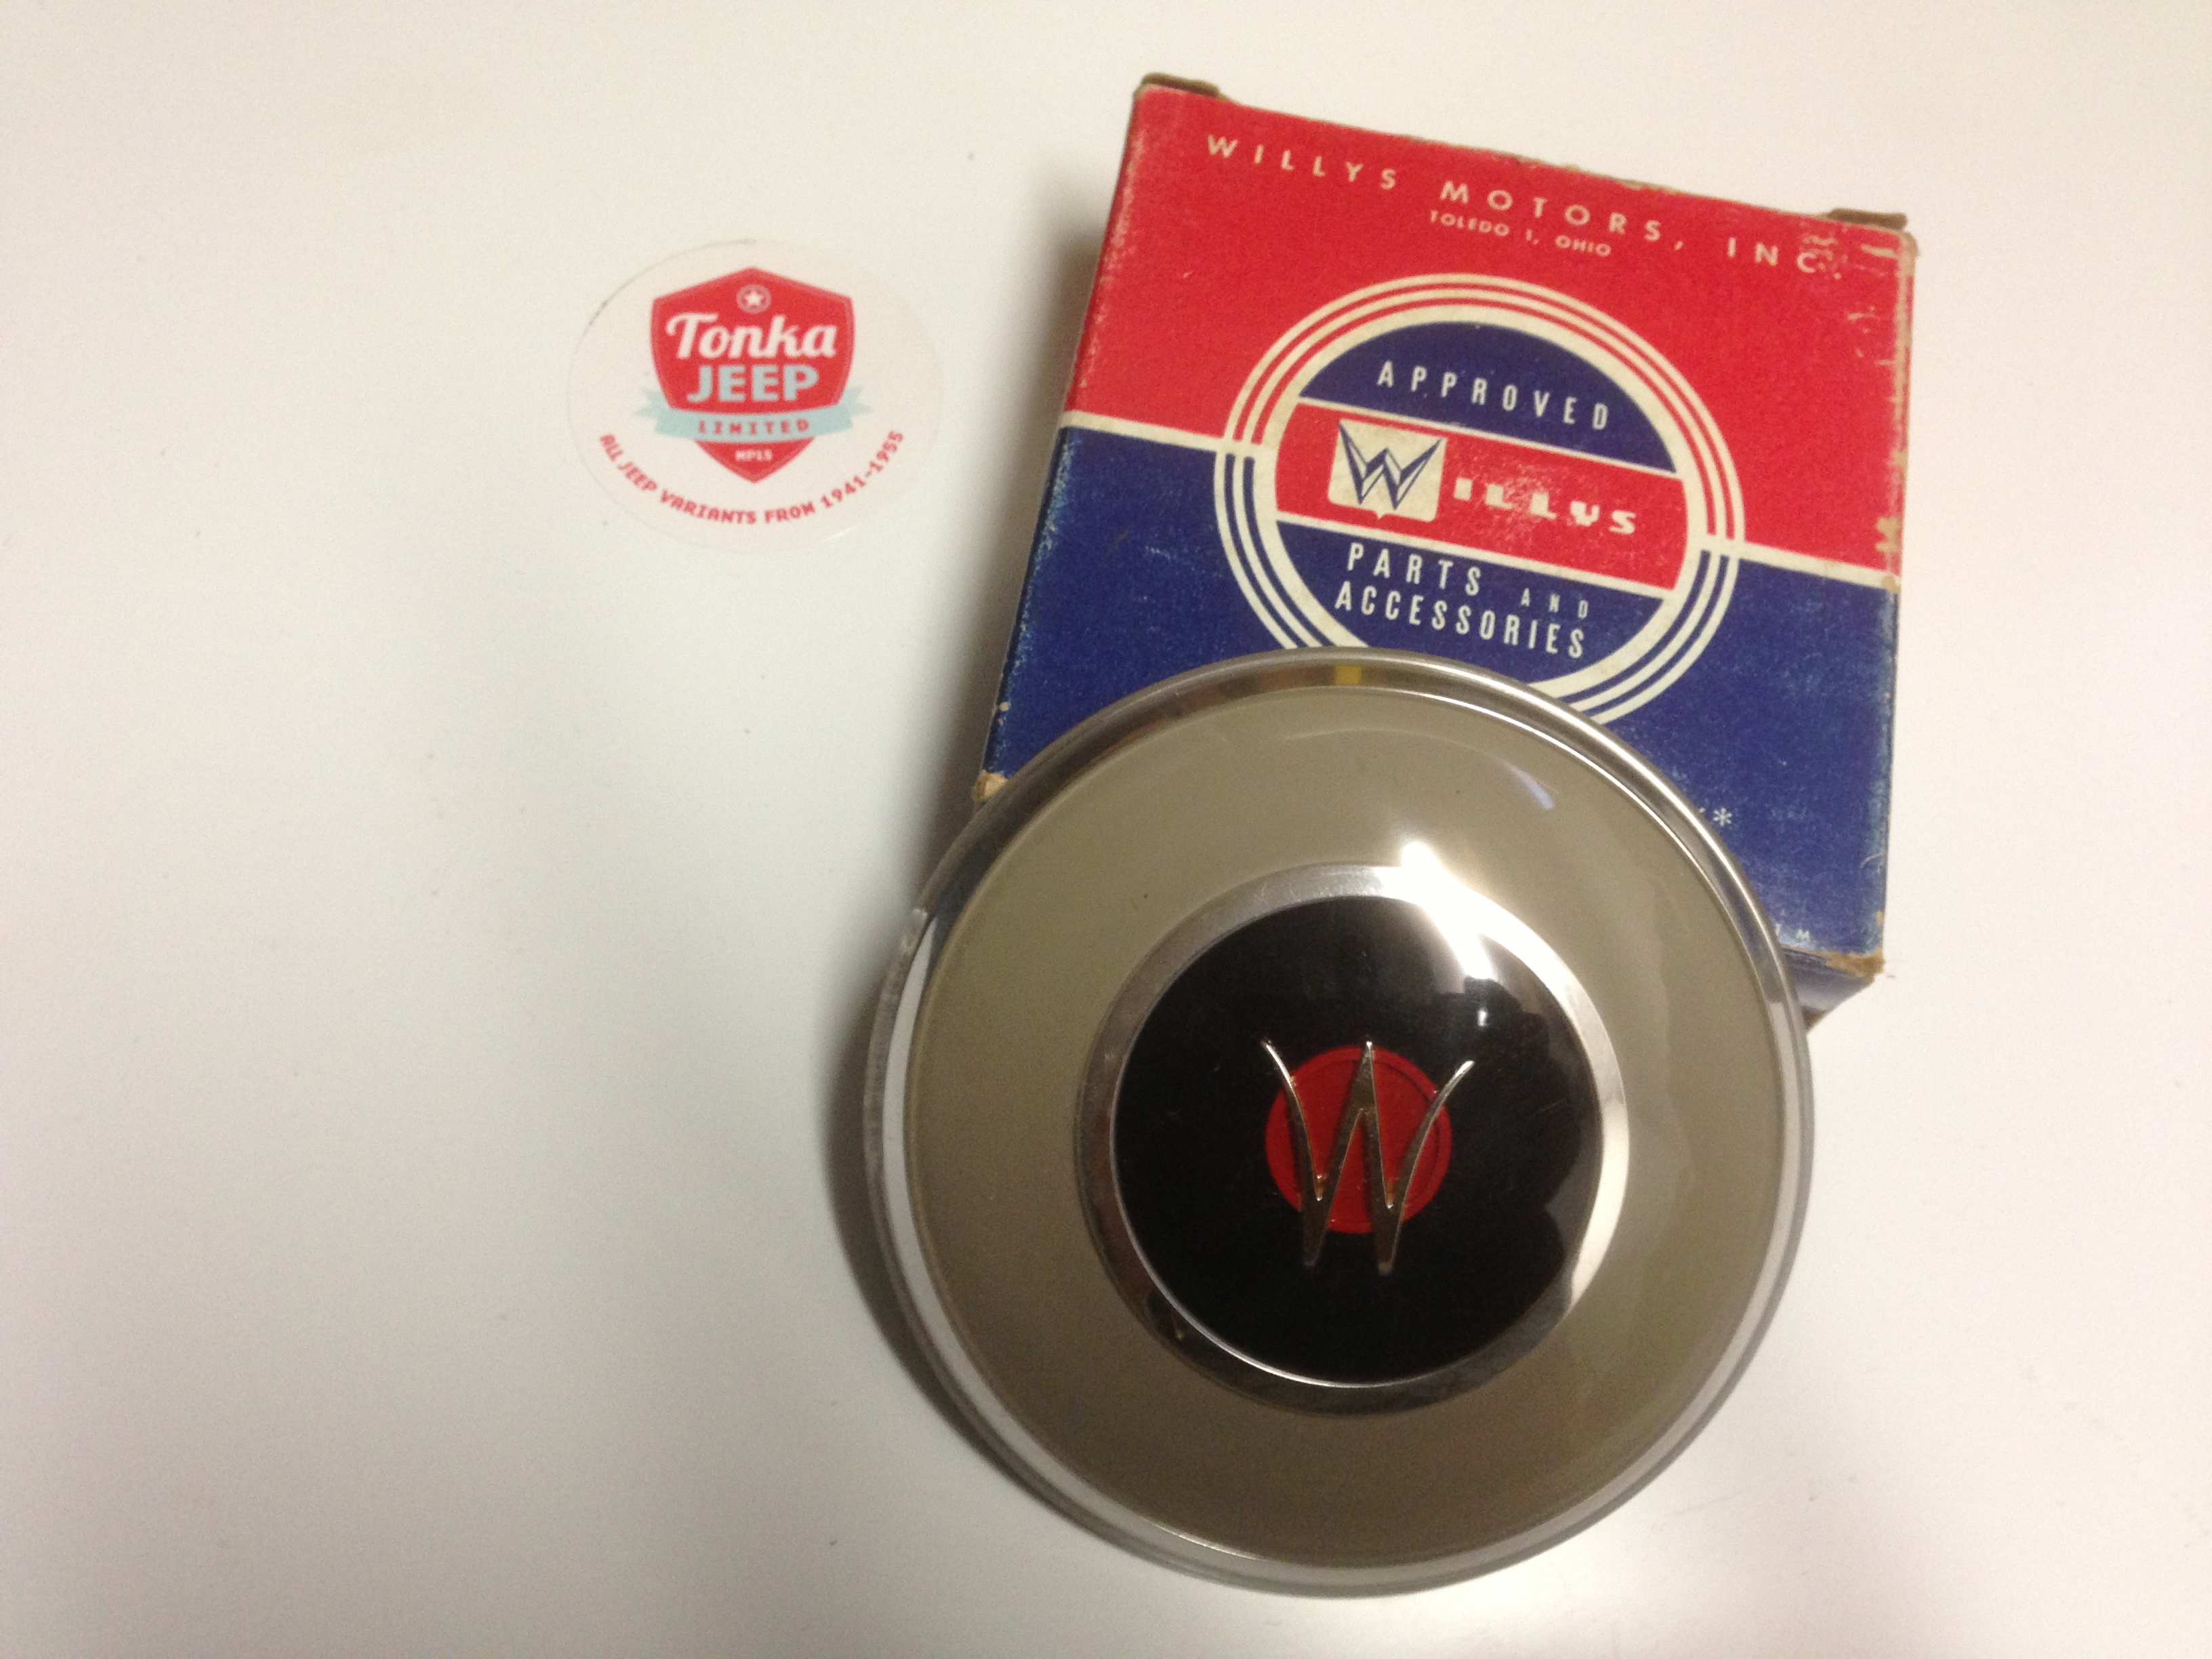 Tonka
JEEP
LIMITED
MP15
ALL JEEP VARIANTS FROM 1941-1955
WILLYS MOTORS, INC.
TOLEDO 1, OHIO
APPROVED
WILLYS
PARTS AND
ACCESSORIES
W